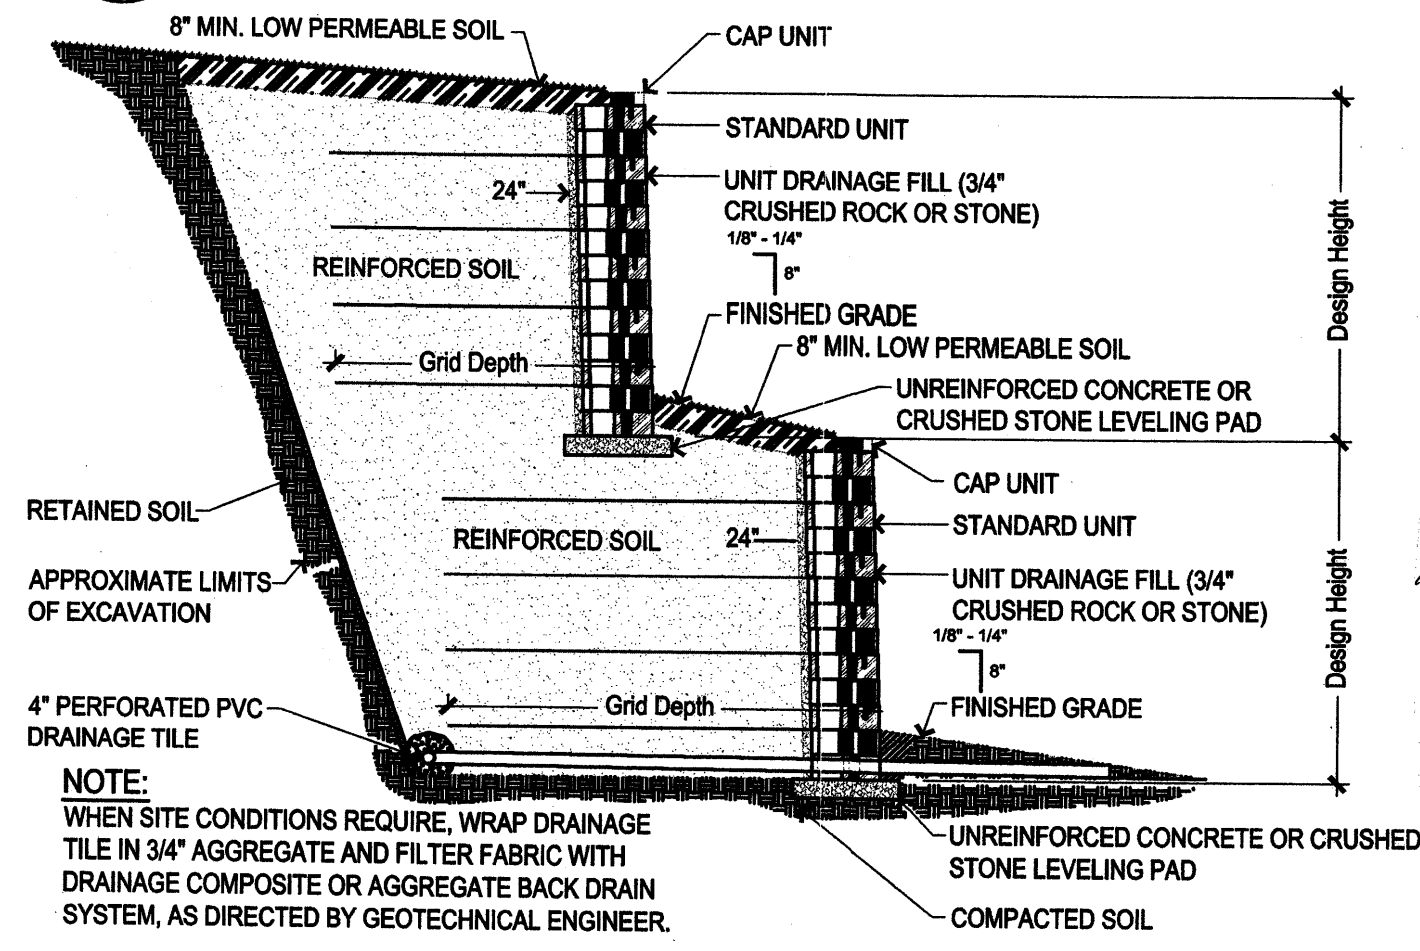 8" MIN. LOW PERMEABLE SOIL
CAP UNIT
STANDARD UNIT
24"
UNIT DRAINAGE FILL (3/4"
CRUSHED ROCK OR STONE)
1/8" - 1/4"
8"
REINFORCED SOIL
Design Height
FINISHED GRADE
8" MIN. LOW PERMEABLE SOIL
Grid Depth
UNREINFORCED CONCRETE OR
CRUSHED STONE LEVELING PAD
CAP UNIT
RETAINED SOIL
STANDARD UNIT
REINFORCED SOIL
24"
APPROXIMATE LIMITS
OF EXCAVATION
UNIT DRAINAGE FILL (3/4"
CRUSHED ROCK OR STONE)
1/8" - 1/4"
8"
Design Height
4" PERFORATED PVC
DRAINAGE TILE
Grid Depth
FINISHED GRADE
NOTE:
WHEN SITE CONDITIONS REQUIRE, WRAP DRAINAGE
TILE IN 3/4" AGGREGATE AND FILTER FABRIC WITH
DRAINAGE COMPOSITE OR AGGREGATE BACK DRAIN
SYSTEM, AS DIRECTED BY GEOTECHNICAL ENGINEER.
UNREINFORCED CONCRETE OR CRUSHED
STONE LEVELING PAD
COMPACTED SOIL